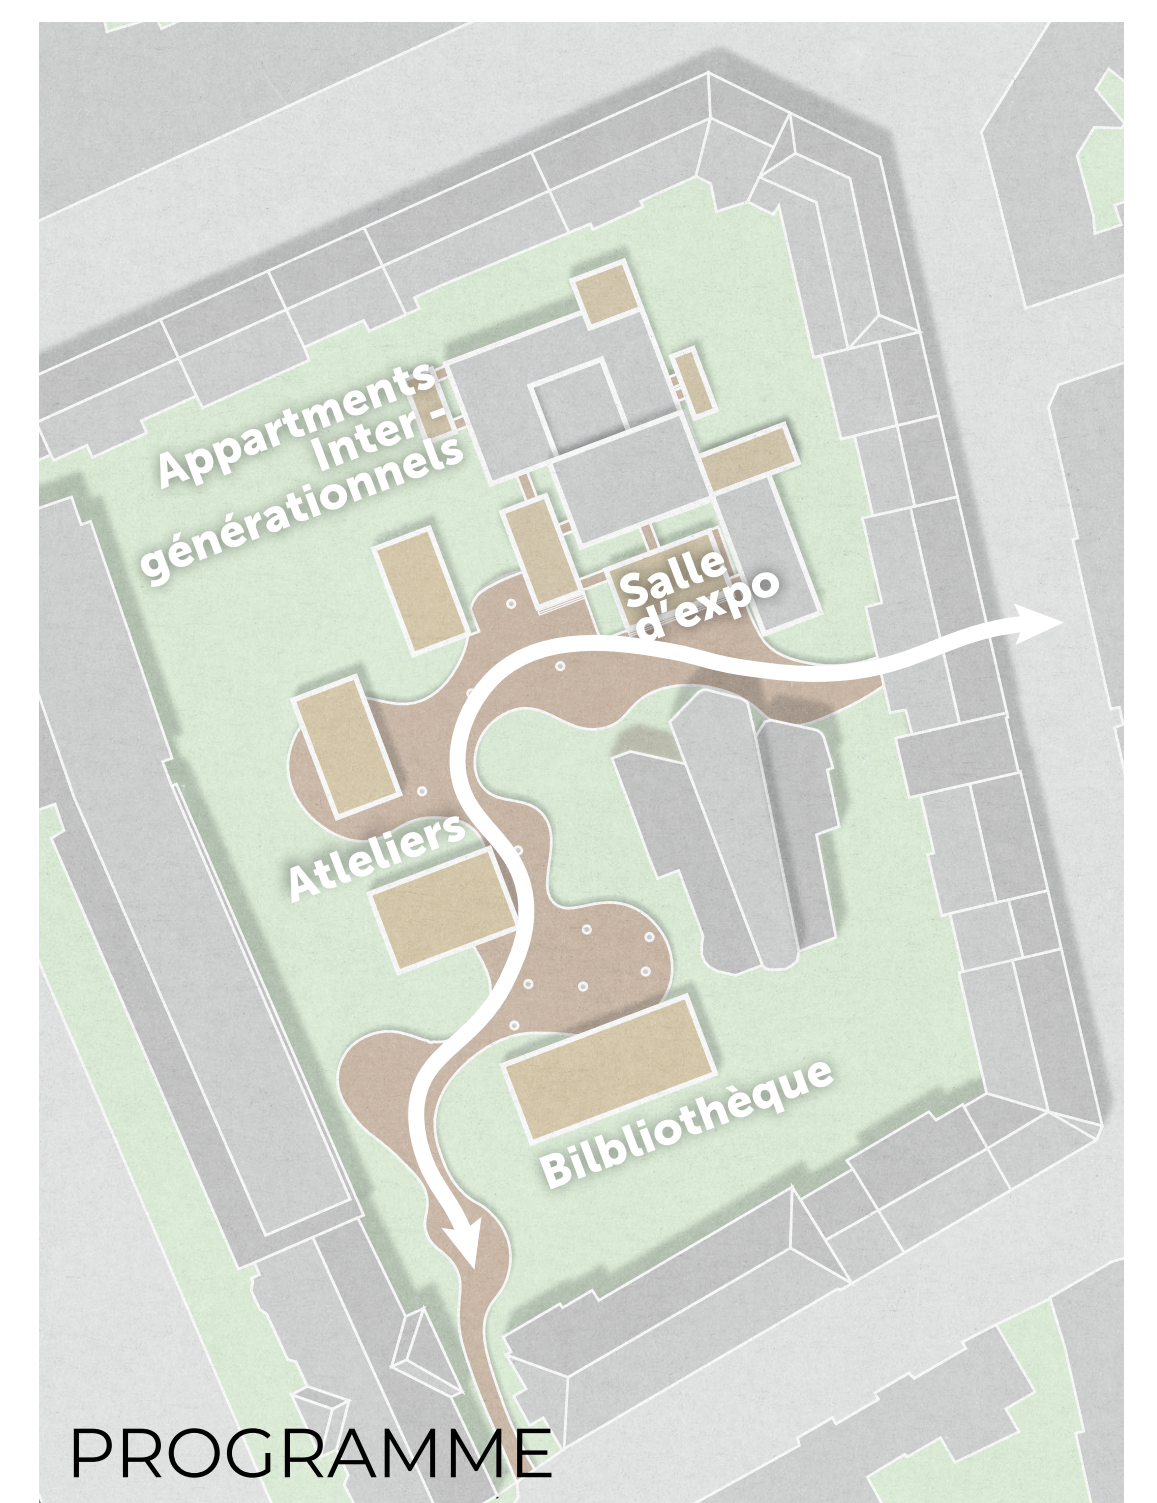 Appartments
Inter -
générationnels
Salle
d'expo
Atleliers
Bilbliothèque
PROGRAMME